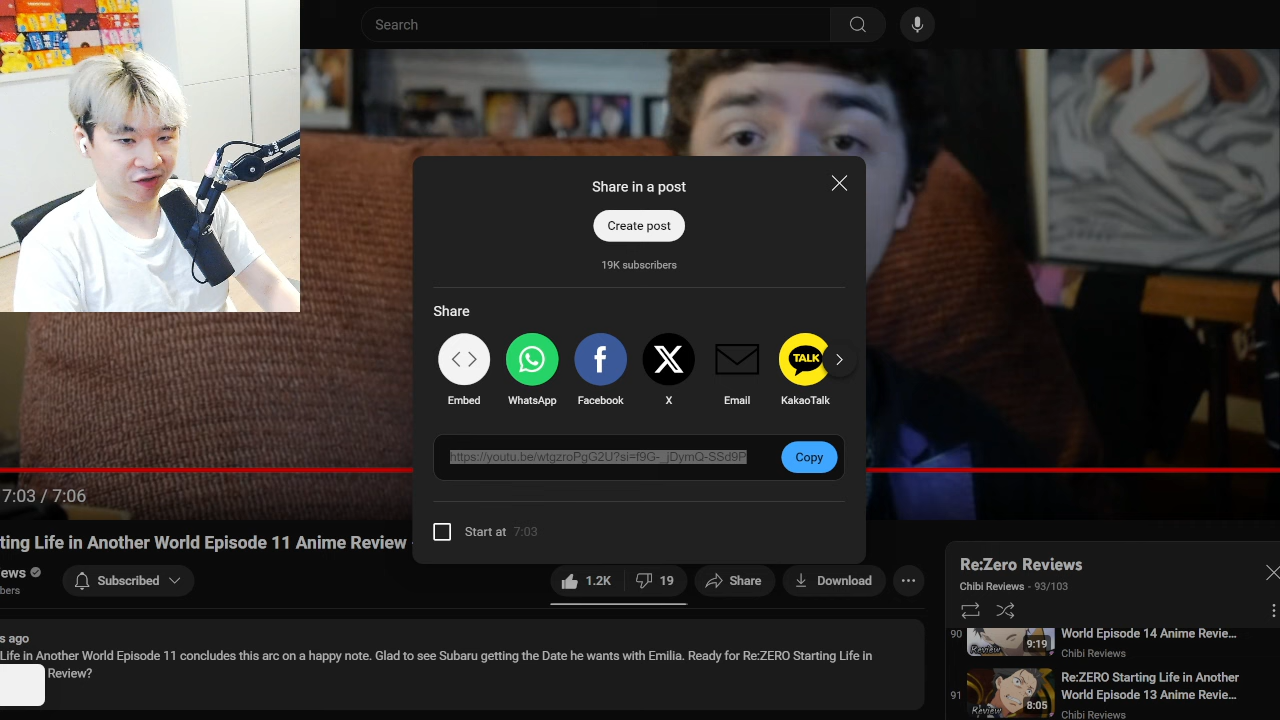 Search
Share in a post
Create post
19K subscribers
Share
TALK
Embed
WhatsApp
Facebook
X
Email
KakaoTalk
https://youtu.be/wtgzroPgG2U?si=f9G-_jDymQ-SSd9P
Copy
Start at 7:03
7:03 / 7:06
ting Life in Another World Episode 11 Anime Review -
ews
bers
Subscribed
1.2K
19
Share
Download
s ago
Life in Another World Episode 11 concludes this arc on a happy note. Glad to see Subaru getting the Date he wants with Emilia. Ready for Re:ZERO Starting Life in
Review?
Re:Zero Reviews
Chibi Reviews - 93/103
90
Review
9:19
World Episode 14 Anime Revie...
Chibi Reviews
91
Review
8:05
Re:ZERO Starting Life in Another
World Episode 13 Anime Revie...
Chibi Reviews